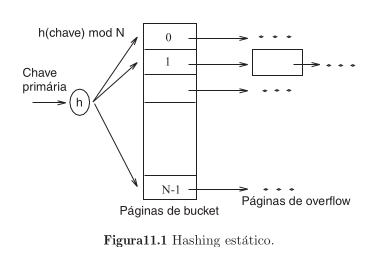 h(chave) mod N
0
1
Chave
primária
h
N-1
Páginas de bucket
Páginas de overflow
Figura11.1 Hashing estático.